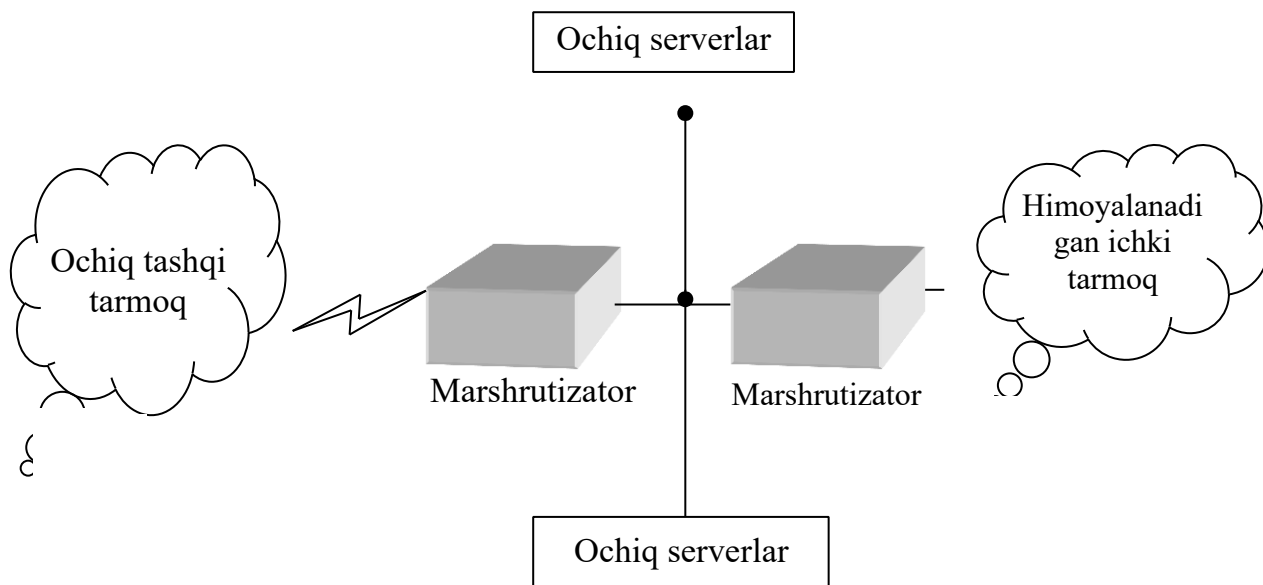 Ochiq serverlar
Ochiq tashqi
tarmoq
Himoyalanadi
gan ichki
tarmoq
Marshrutizator
Marshrutizator
Ochiq serverlar